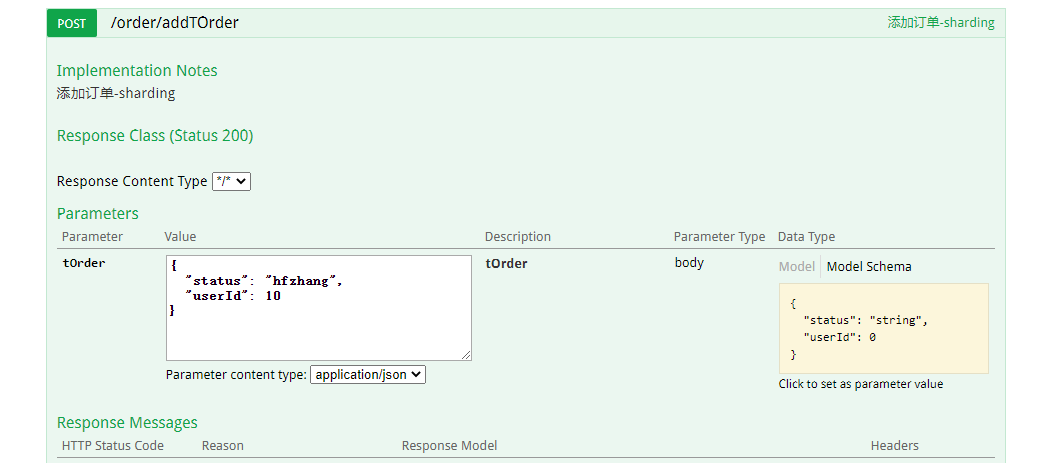 POST /order/addTOrder 添加订单-sharding
Implementation Notes
添加订单-sharding
Response Class (Status 200)
Response Content Type */*
Parameters
Parameter Value Description Parameter Type Data Type
tOrder { tOrder body Model Model Schema
"status": "hfzhang",
"userId": 10
}
{
"status": "string",
"userId": 0
}
Parameter content type: application/json
Click to set as parameter value
Response Messages
HTTP Status Code Reason Response Model Headers